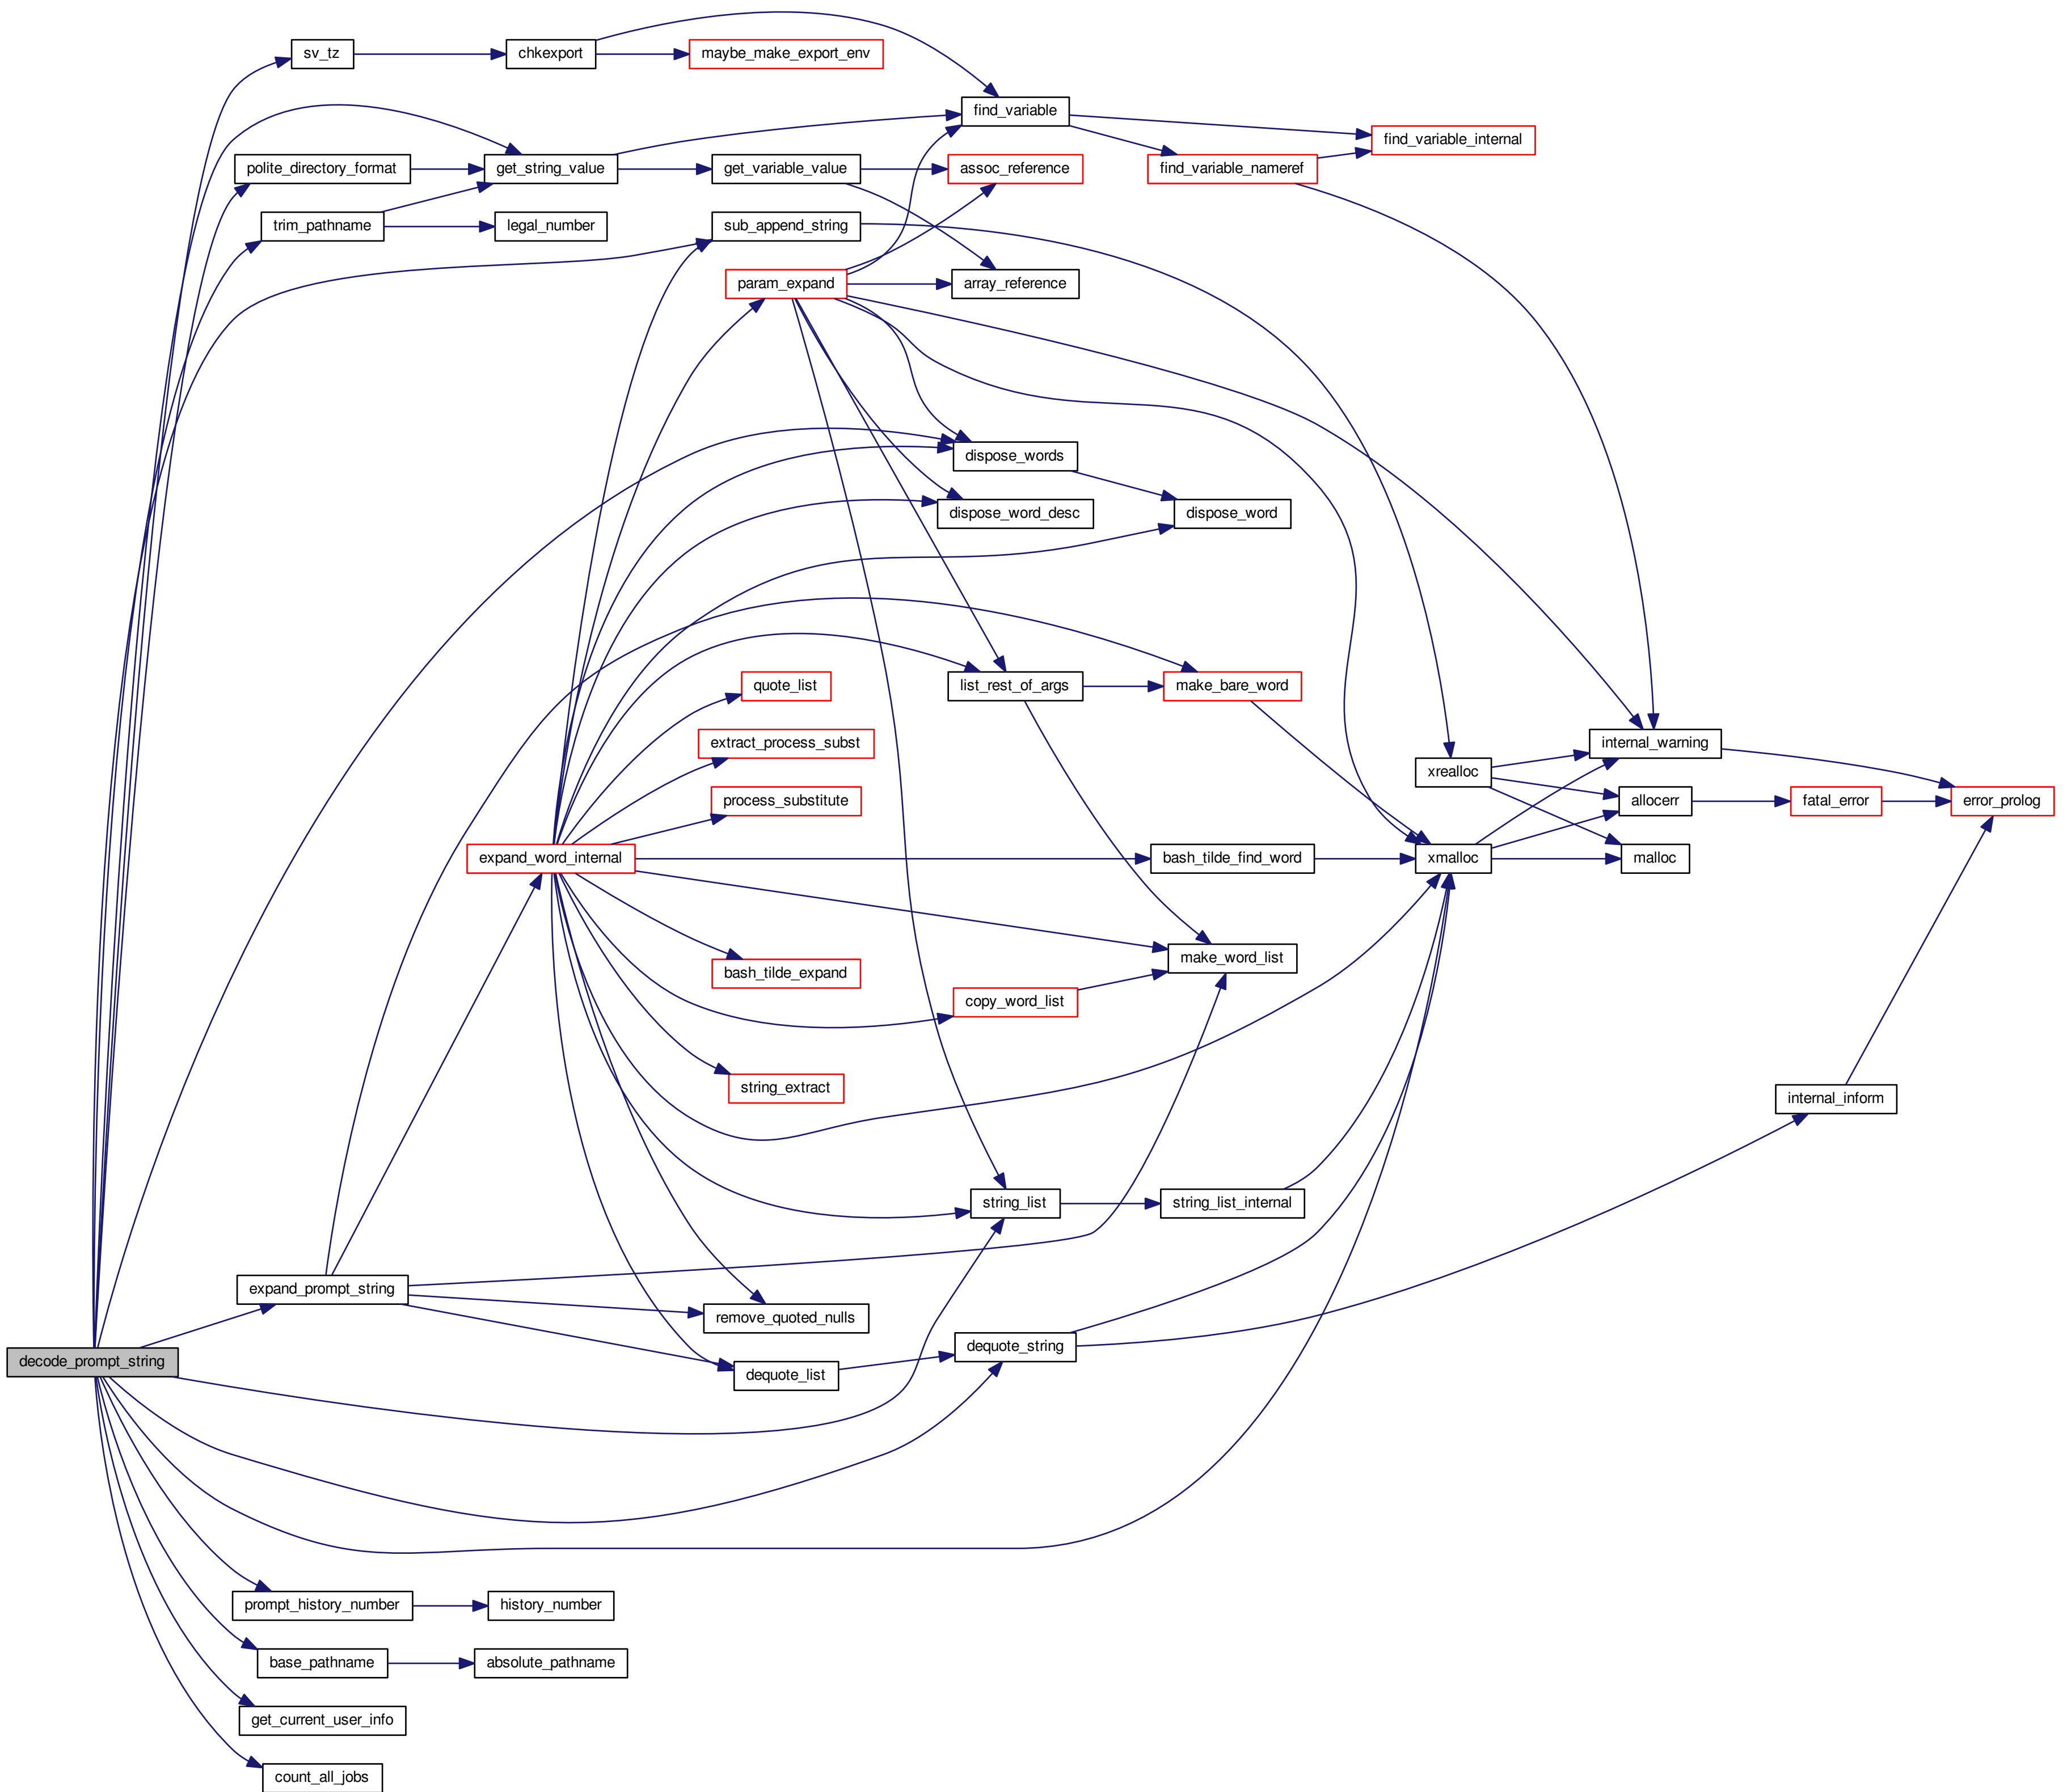 sv_tz
chkexport
maybe_make_export_env
find_variable
find_variable_internal
polite_directory_format
get_string_value
get_variable_value
assoc_reference
find_variable_nameref
trim_pathname
legal_number
sub_append_string
param_expand
array_reference
dispose_words
dispose_word_desc
dispose_word
quote_list
list_rest_of_args
make_bare_word
extract_process_subst
internal_warning
xrealloc
process_substitute
allocerr
fatal_error
error_prolog
expand_word_internal
bash_tilde_find_word
xmalloc
malloc
make_word_list
bash_tilde_expand
copy_word_list
string_extract
internal_inform
string_list
string_list_internal
expand_prompt_string
remove_quoted_nulls
dequote_string
decode_prompt_string
dequote_list
prompt_history_number
history_number
base_pathname
absolute_pathname
get_current_user_info
count_all_jobs